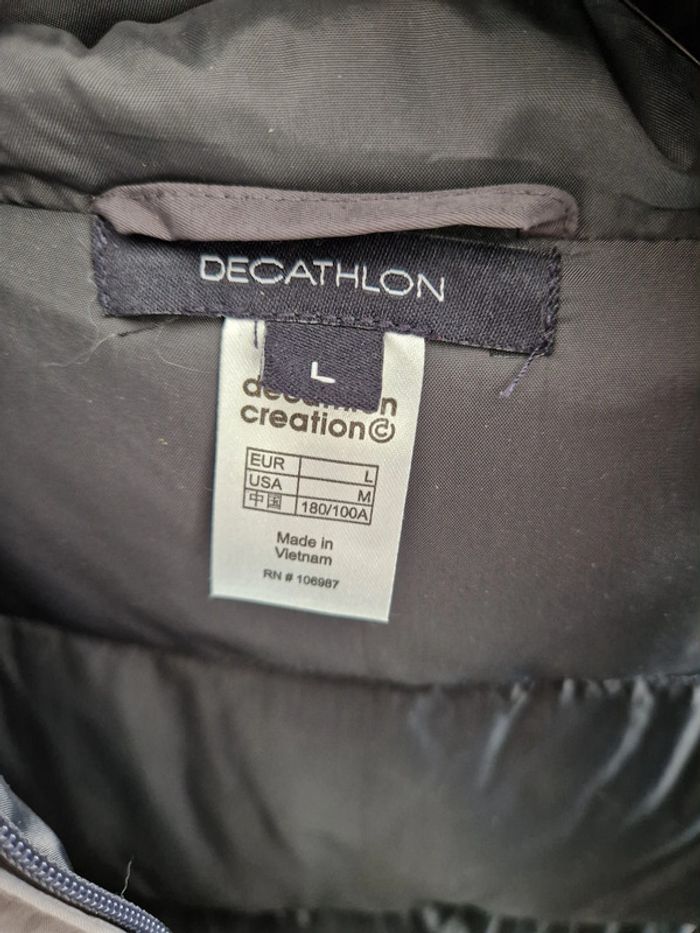 DECATHLON
L
creation©
EUR L
USA M
中国 180/100A
Made in
Vietnam
RN # 106987